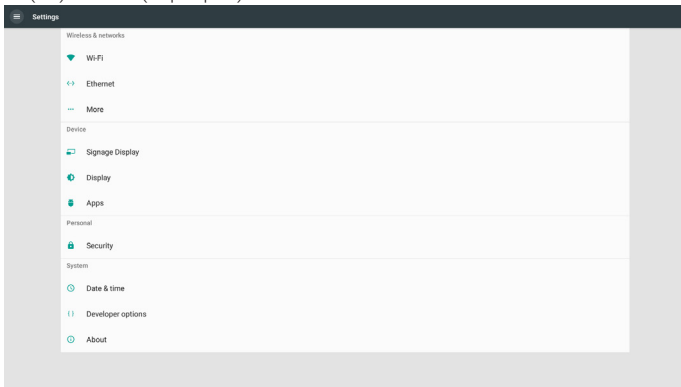 Settings
Wireless & networks
Wi-Fi
Ethernet
More
Device
Signage Display
Display
Apps
Personal
Security
System
Date & time
Developer options
About